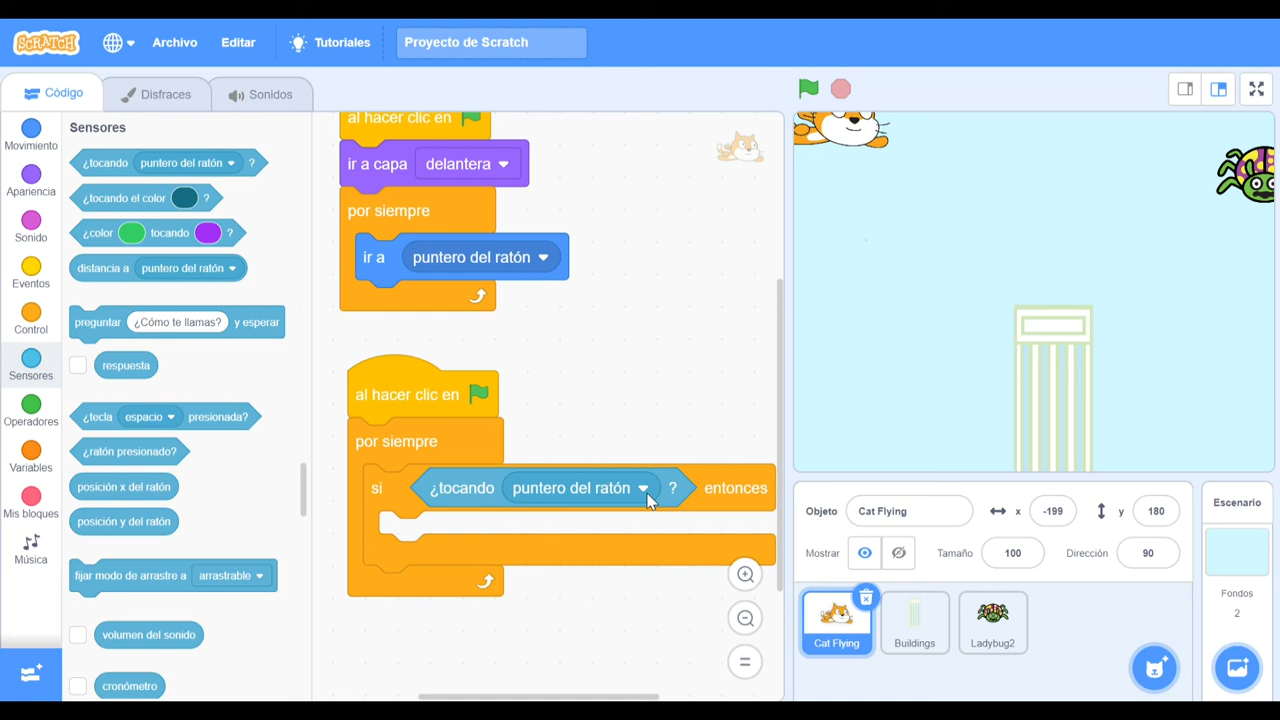 SCRATCH
Archivo
Editar
Tutoriales
Proyecto de Scratch
Código
Disfraces
Sonidos
Movimiento
Apariencia
Sonido
Eventos
Control
Sensores
Operadores
Variables
Mis bloques
Música
Sensores
¿tocando puntero del ratón ?
¿tocando el color ?
¿color tocando ?
distancia a puntero del ratón
preguntar ¿Cómo te llamas? y esperar
respuesta
¿tecla espacio presionada?
¿ratón presionado?
posición x del ratón
posición y del ratón
fijar modo de arrastre a arrastrable
volumen del sonido
cronómetro
al hacer clic en
ir a capa delantera
por siempre
ir a puntero del ratón
al hacer clic en
por siempre
si ¿tocando puntero del ratón ? entonces
Objeto Cat Flying x -199 y 180
Mostrar Tamaño 100 Dirección 90
Cat Flying
Buildings
Ladybug2
Escenario
Fondos
2